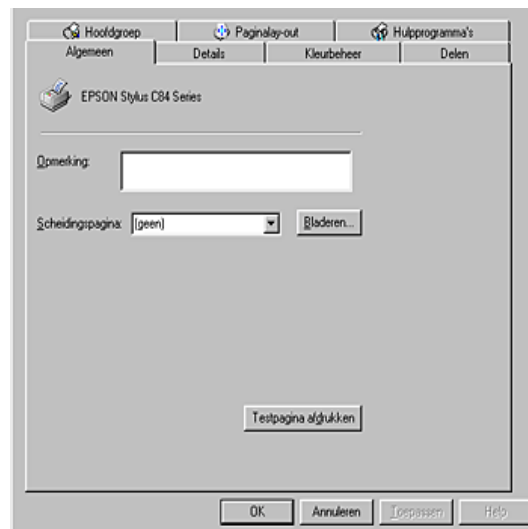 Hoofdgroep Paginalay-out Hulpprogramma's
Algemeen Details Kleurbeheer Delen
EPSON Stylus C84 Series
Opmerking:
Scheidingspagina: (geen) Bladeren...
Testpagina afdrukken
OK Annuleren Toepassen Help